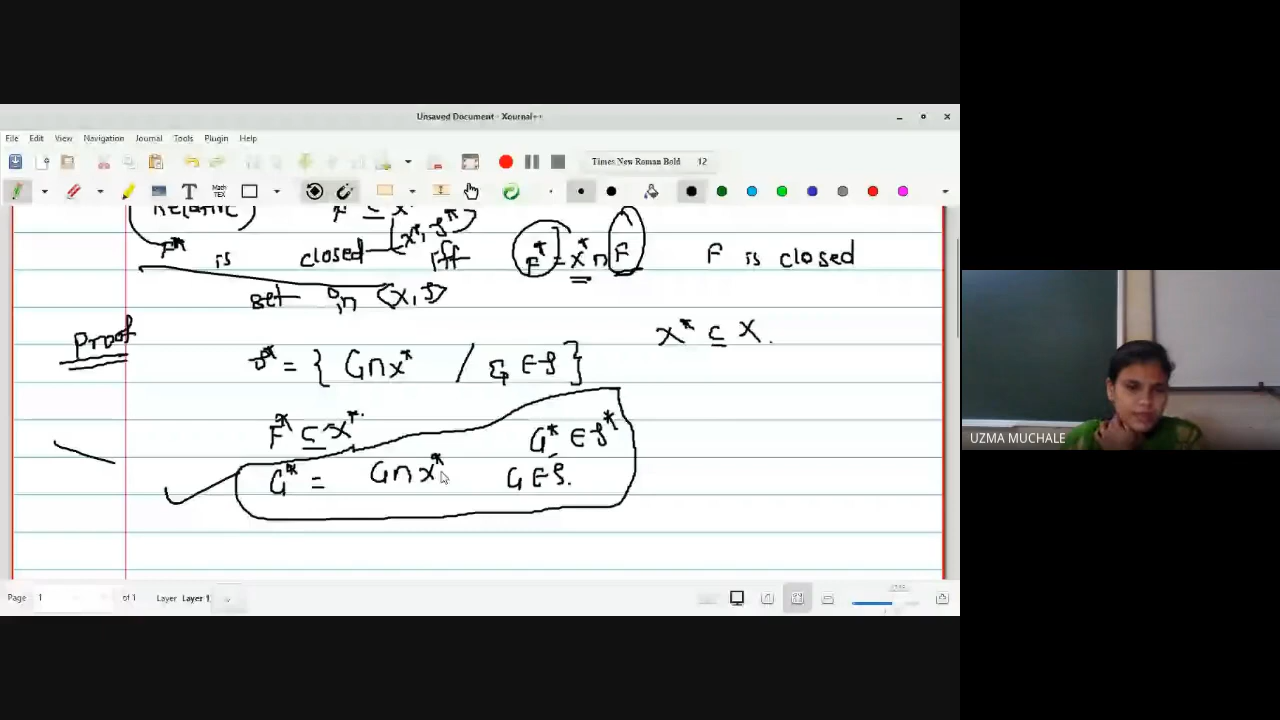 Unsaved Document - Xournal++
File Edit View Navigation Journal Tools Plugin Help
Times New Roman Bold 12
Relative) F ⊆ X
F* is closed (X*, J*) iff F* = X* ∩ F F is closed
set in (X, J)
Proof
X* ⊆ X.
J* = { G∩X* / G ∈ J }
F* ⊆ X*.
G* ∈ J*
G* = G∩X* G ∈ J.
UZMA MUCHALE
Page 1 of 1 Layer Layer 1